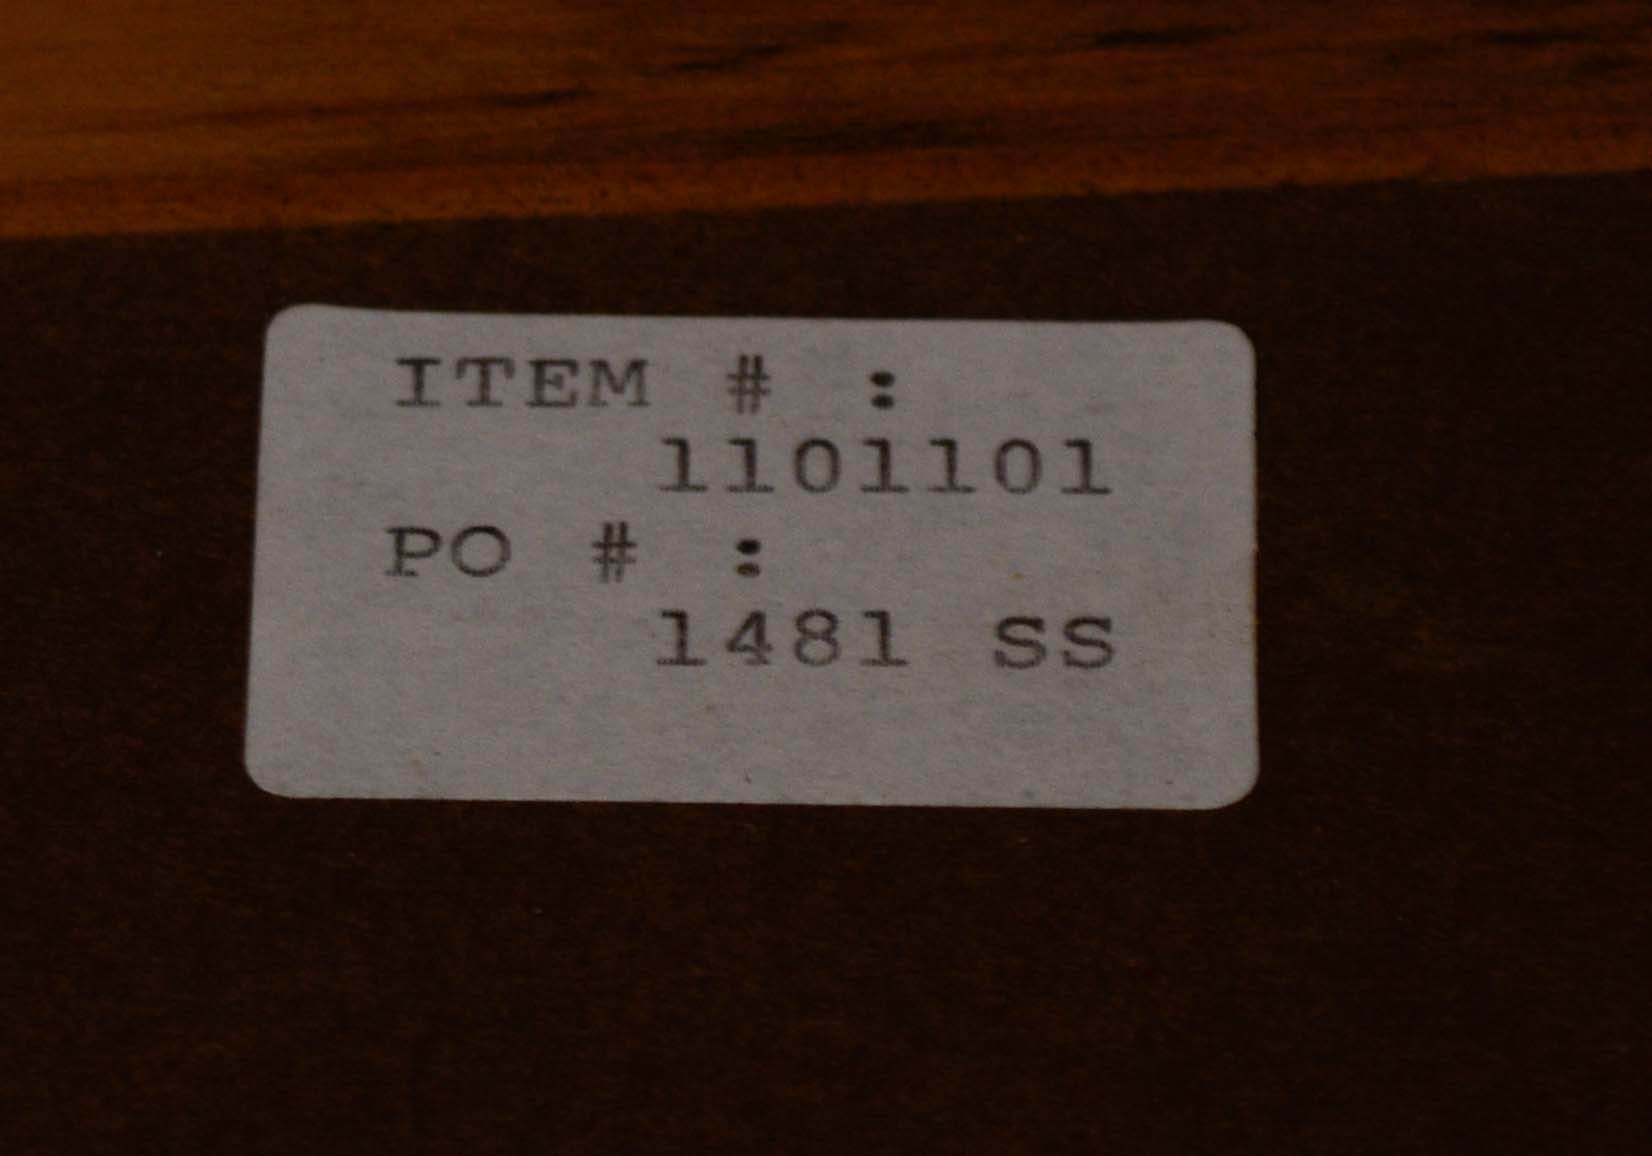 ITEM # :
1101101
PO # :
1481 SS